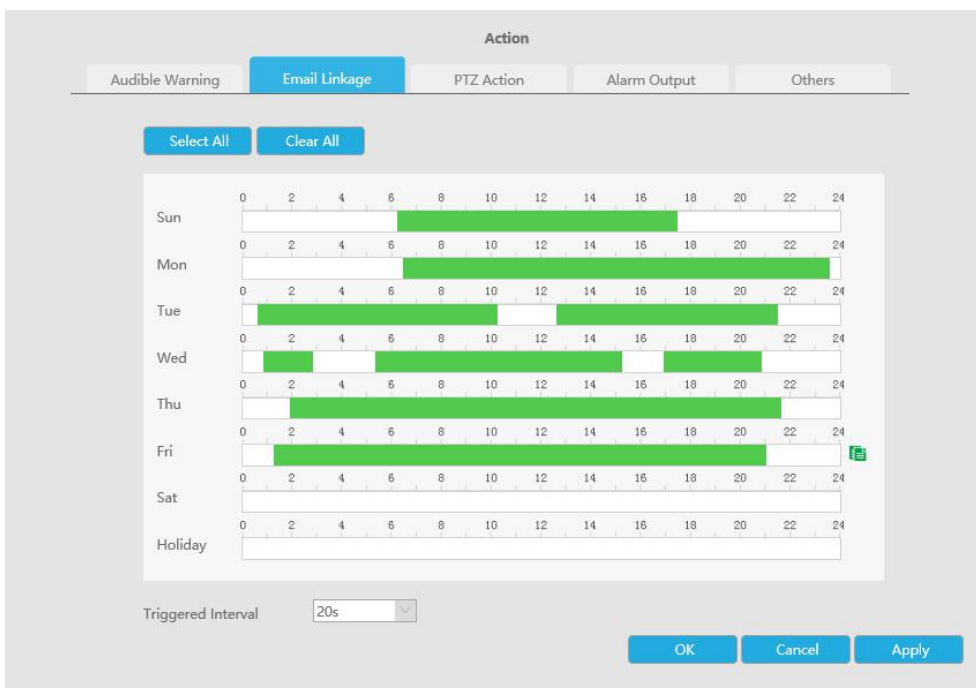 Action
Audible Warning Email Linkage PTZ Action Alarm Output Others
Select All Clear All
0 2 4 6 8 10 12 14 16 18 20 22 24
Sun
0 2 4 6 8 10 12 14 16 18 20 22 24
Mon
0 2 4 6 8 10 12 14 16 18 20 22 24
Tue
0 2 4 6 8 10 12 14 16 18 20 22 24
Wed
0 2 4 6 8 10 12 14 16 18 20 22 24
Thu
0 2 4 6 8 10 12 14 16 18 20 22 24
Fri
0 2 4 6 8 10 12 14 16 18 20 22 24
Sat
0 2 4 6 8 10 12 14 16 18 20 22 24
Holiday
Triggered Interval 20s
OK Cancel Apply